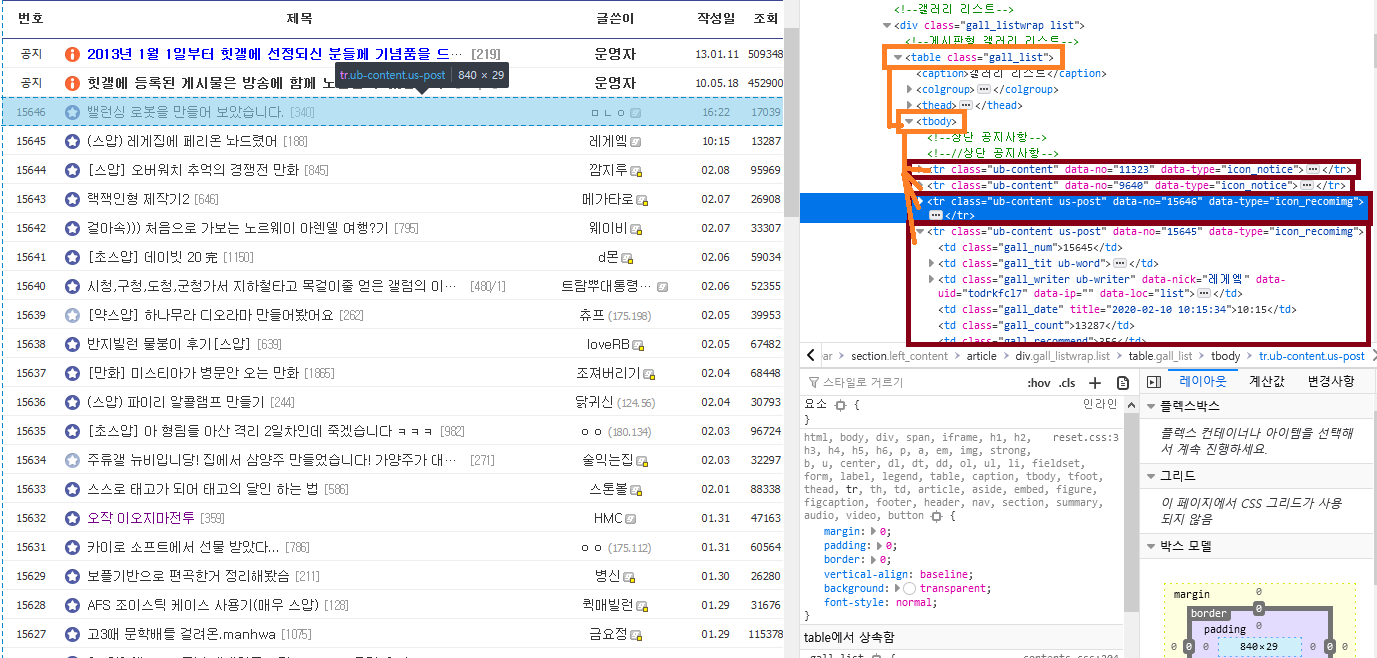 번호 제목 글쓴이 작성일 조회
공지 2013년 1월 1일부터 힛갤에 선정되신 분들께 기념품을 드… [219] 운영자 13.01.11 509348
공지 힛갤에 등록된 게시물은 방송에 함께 운영자 10.05.18 452900
tr.ub-content.us-post 840 × 29
15646 밸런싱 로봇을 만들어 보았습니다. [340] ㅁㄴㅇ 16:22 17039
15645 (스압) 레게집에 페리온 놔드렸어 [188] 레게엨 10:15 13287
15644 [스압] 오버워치 추억의 경쟁전 만화 [845] 깜지루 02.08 95969
15643 랙잭인형 제작기2 [646] 메가타로 02.07 26908
15642 걸아속))) 처음으로 가보는 노르웨이 아렌델 여행?기 [795] 웨이비 02.07 33307
15641 [초스압] 데이빗 20 完 [1150] d몬 02.06 59034
15640 시청,구청,도청,군청가서 지하철타고 목걸이줄 얻은 갤럼의 이… [480/1] 트람뿌대통령… 02.06 52355
15639 [약스압] 하나무라 디오라마 만들어봤어요 [262] 츄프 (175.198) 02.05 39953
15638 반지빌런 물붕이 후기[스압] [639] loveRB 02.05 67482
15637 [만화] 미스티아가 병문안 오는 만화 [1865] 조져버리기 02.04 68448
15636 (스압) 파이리 알콜램프 만들기 [244] 닭귀신 (124.56) 02.04 30793
15635 [초스압] 아 형림들 아산 격리 2일차인데 죽겠습니다 ㅋㅋㅋ [982] ㅇㅇ (180.134) 02.03 96724
15634 주류갤 뉴비입니당! 집에서 삼양주 만들었습니다! 가양주가 대… [271] 술익는집 02.03 32297
15633 스스로 태고가 되어 태고의 달인 하는 법 [586] 스톤볼 02.01 88338
15632 오작 이오지마전투 [359] HMC 01.31 47163
15631 카이로 소프트에서 선물 받았다... [786] ㅇㅇ (175.112) 01.31 60564
15629 보플기반으로 편곡한거 정리해봤슴 [211] 병신 01.30 26280
15628 AFS 조이스틱 케이스 사용기(매우 스압) [128] 퀵매빌런 01.29 31676
15627 고3때 문학배틀 걸려온.manhwa [1075] 금요정 01.29 115378
<!--갤러리 리스트-->
<div class="gall_listwrap list">
<!--게시판형 갤러리 리스트-->
<table class="gall_list">
<caption>갤러리 리스트</caption>
<colgroup>…</colgroup>
<thead>…</thead>
<tbody>
<!--상단 공지사항-->
<!--//상단 공지사항-->
<tr class="ub-content" data-no="11323" data-type="icon_notice">…</tr>
<tr class="ub-content" data-no="9640" data-type="icon_notice">…</tr>
<tr class="ub-content us-post" data-no="15646" data-type="icon_recomimg">
…</tr>
<tr class="ub-content us-post" data-no="15645" data-type="icon_recomimg">
<td class="gall_num">15645</td>
<td class="gall_tit ub-word">…</td>
<td class="gall_writer ub-writer" data-nick="레게엨" data-
uid="todrkfcl7" data-ip="" data-loc="list">…</td>
<td class="gall_date" title="2020-02-10 10:15:34">10:15</td>
<td class="gall_count">13287</td>
<td class="gall_recommend">356</td>
ar > section.left_content > article > div.gall_listwrap.list > table.gall_list > tbody > tr.ub-content.us-post
스타일로 거르기 :hov .cls +
요소 { 인라인
}
html, body, div, span, iframe, h1, h2, reset.css:3
h3, h4, h5, h6, p, a, em, img, strong,
b, u, center, dl, dt, dd, ol, ul, li, fieldset,
form, label, legend, table, caption, tbody, tfoot,
thead, tr, th, td, article, aside, embed, figure,
figcaption, footer, header, nav, section, summary,
audio, video, button {
margin: 0;
padding: 0;
border: 0;
vertical-align: baseline;
background: transparent;
font-style: normal;
}
table에서 상속함
레이아웃 계산값 변경사항
플렉스박스
플렉스 컨테이너나 아이템을 선택해
서 계속 진행하세요.
그리드
이 페이지에서 CSS 그리드가 사용
되지 않음
박스 모델
margin 0
border 0
padding 0
0 0 0 840×29 0 0 0